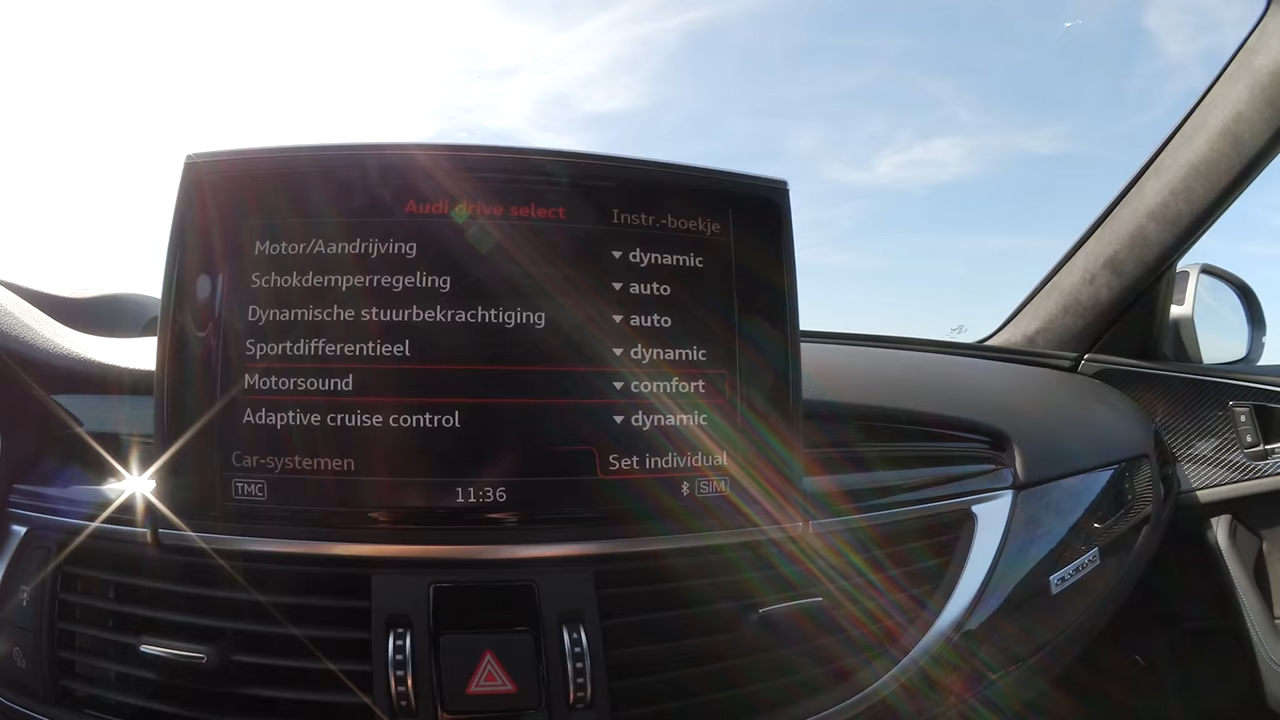 Audi drive select
Instr.-boekje
Motor/Aandrijving dynamic
Schokdemperregeling auto
Dynamische stuurbekrachtiging auto
Sportdifferentieel dynamic
Motorsound comfort
Adaptive cruise control dynamic
Car-systemen Set individual
TMC 11:36 SIM
quattro